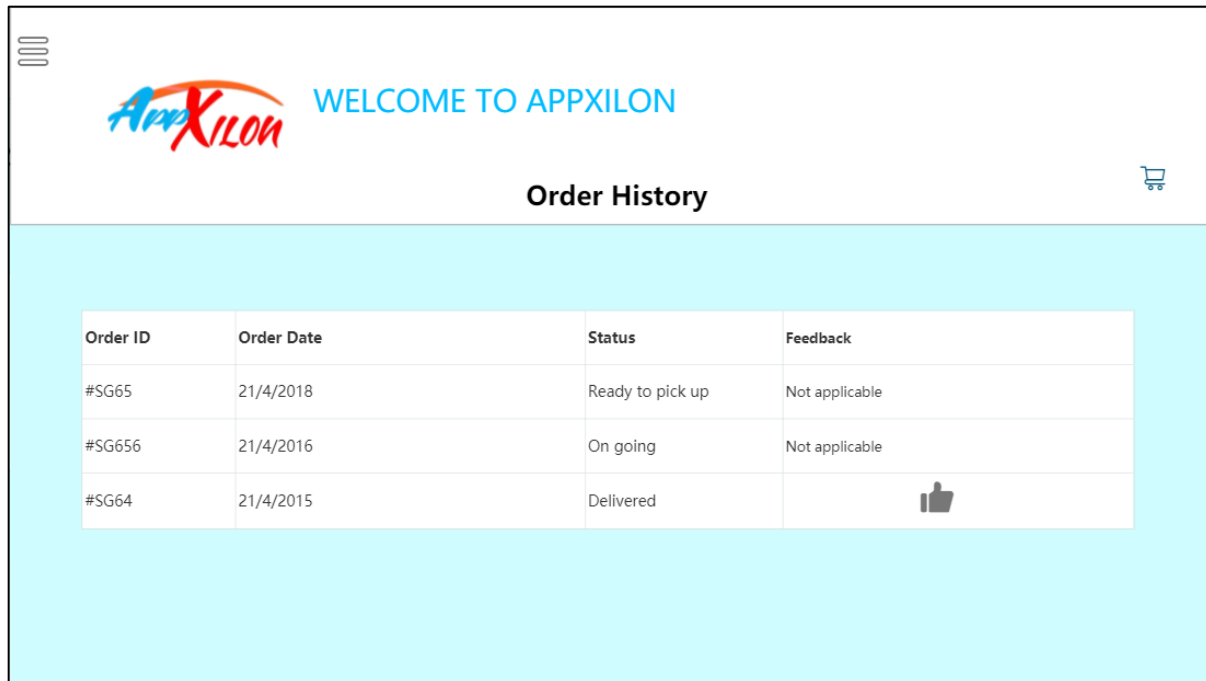 AppXilon
WELCOME TO APPXILON
Order History
Order ID Order Date Status Feedback
#SG65 21/4/2018 Ready to pick up Not applicable
#SG656 21/4/2016 On going Not applicable
#SG64 21/4/2015 Delivered